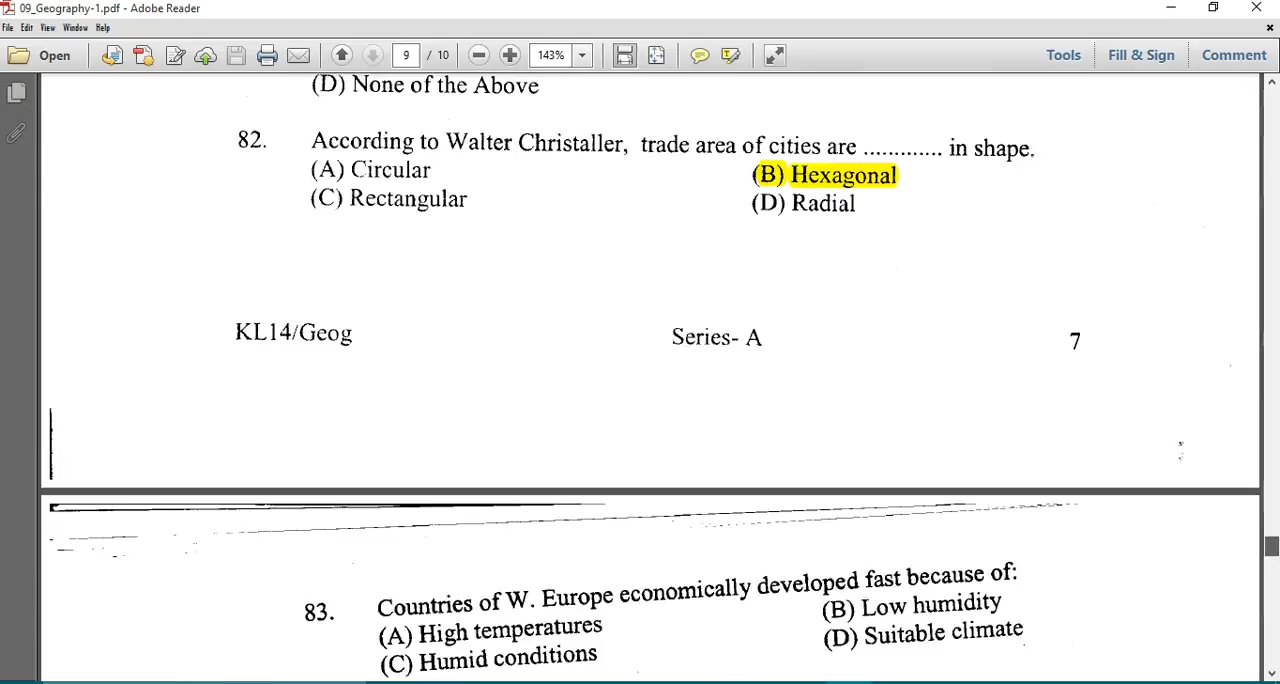 09_Geography-1.pdf - Adobe Reader
File Edit View Window Help
Open 9 / 10 143% Tools Fill & Sign Comment
(D) None of the Above
82. According to Walter Christaller, trade area of cities are ............. in shape.
(A) Circular (B) Hexagonal
(C) Rectangular (D) Radial
KL14/Geog Series- A 7
83. Countries of W. Europe economically developed fast because of:
(A) High temperatures (B) Low humidity
(C) Humid conditions (D) Suitable climate